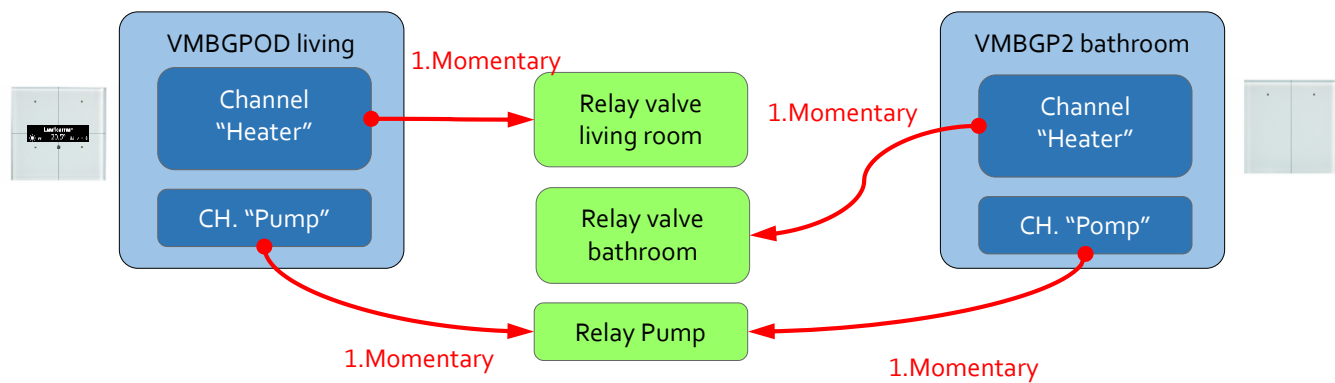 VMBGPOD living
Channel
“Heater”
CH. “Pump”
1.Momentary
Relay valve
living room
Relay valve
bathroom
Relay Pump
1.Momentary
VMBGP2 bathroom
1.Momentary
Channel
“Heater”
CH. “Pomp”
1.Momentary